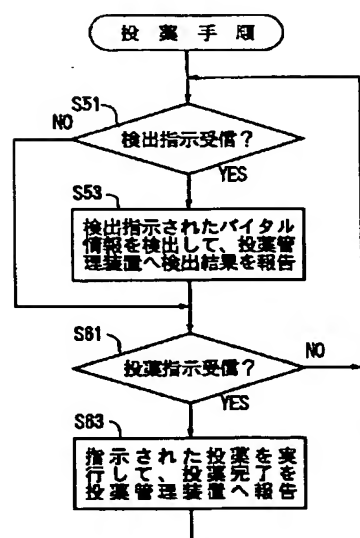 投薬手順
S51
NO
検出指示受信？
YES
S53
検出指示されたバイタル
情報を検出して、投薬管
理装置へ検出結果を報告
S61
投薬指示受信？
NO
YES
S63
指示された投薬を実
行して、投薬完了を
投薬管理装置へ報告